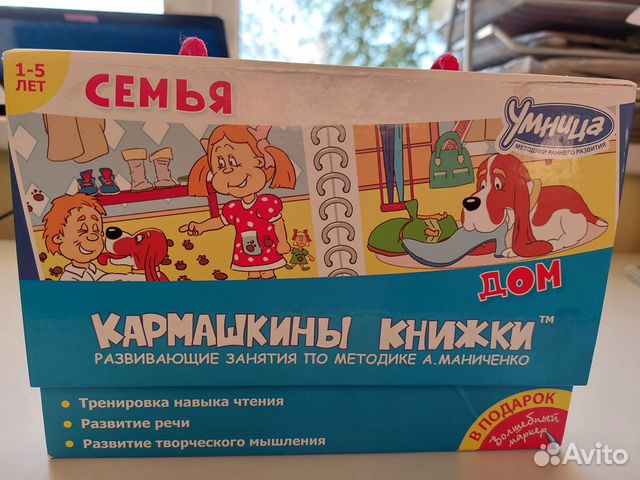 1-5
ЛЕТ
СЕМЬЯ
Умница
МЕТОДИКИ РАННЕГО РАЗВИТИЯ
ДОМ
КАРМАШКИНЫ КНИЖКИ™
РАЗВИВАЮЩИЕ ЗАНЯТИЯ ПО МЕТОДИКЕ А.МАНИЧЕНКО
• Тренировка навыка чтения
• Развитие речи
• Развитие творческого мышления
В ПОДАРОК
Волшебный
маркер
Avito